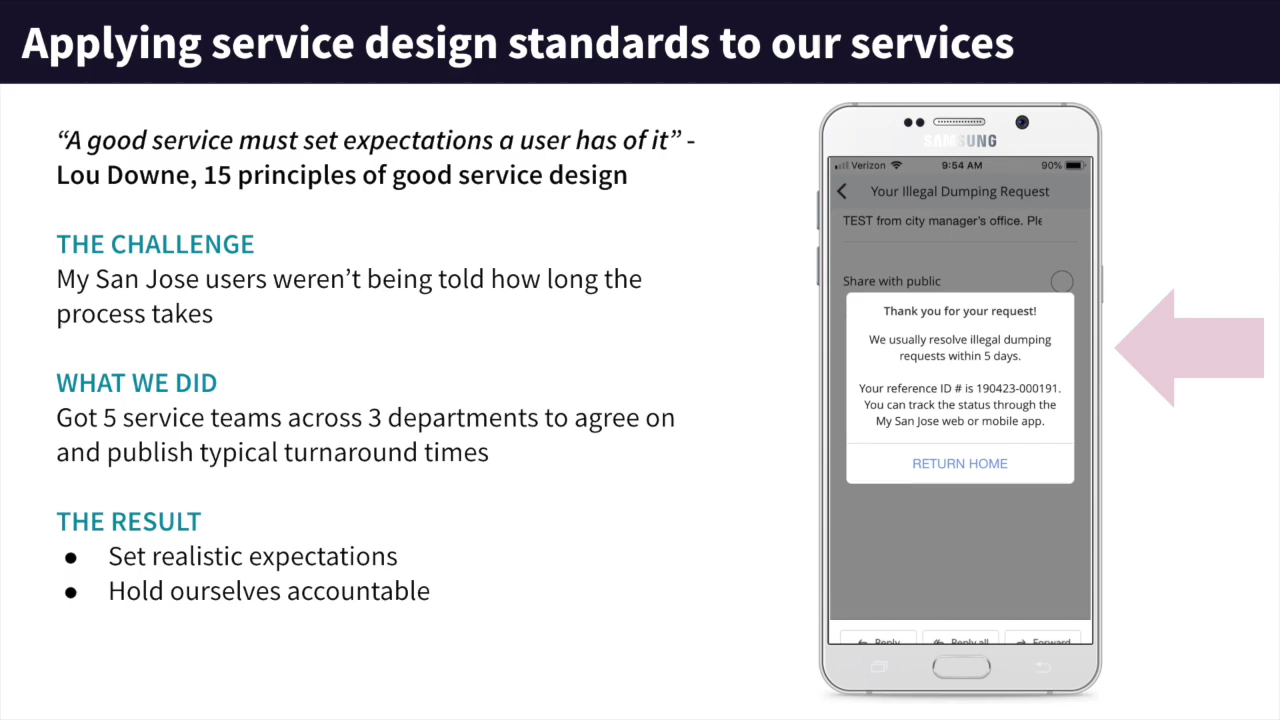 Applying service design standards to our services
“A good service must set expectations a user has of it” -
Lou Downe, 15 principles of good service design
THE CHALLENGE
My San Jose users weren’t being told how long the
process takes
WHAT WE DID
Got 5 service teams across 3 departments to agree on
and publish typical turnaround times
THE RESULT
● Set realistic expectations
● Hold ourselves accountable
SAMSUNG
Verizon 9:54 AM 90%
Your Illegal Dumping Request
TEST from city manager’s office. Ple
Share with public
Thank you for your request!
We usually resolve illegal dumping
requests within 5 days.
Your reference ID # is 190423-000191.
You can track the status through the
My San Jose web or mobile app.
RETURN HOME
Reply Reply all Forward